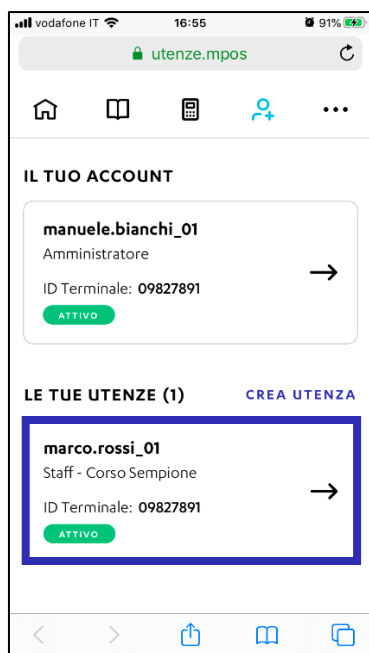 vodafone IT 16:55 91%
utenze.mpos
IL TUO ACCOUNT
manuele.bianchi_01
Amministratore
ID Terminale: 09827891
ATTIVO
LE TUE UTENZE (1) CREA UTENZA
marco.rossi_01
Staff - Corso Sempione
ID Terminale: 09827891
ATTIVO